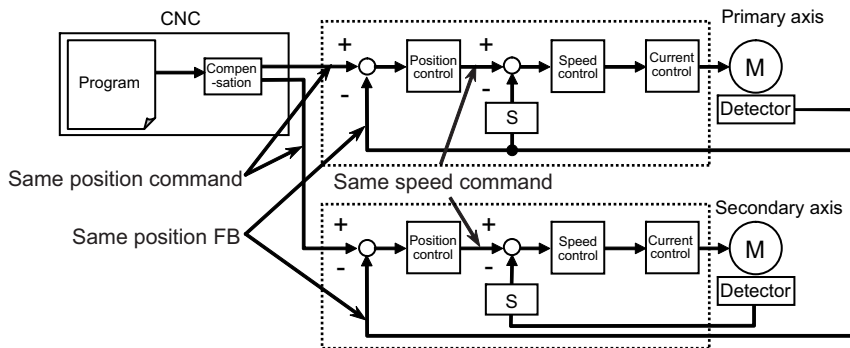 CNC
Program
Compen
-sation
+
-
Position
control
+
-
Speed
control
Current
control
S
Primary axis
M
Detector
Same position command
Same speed command
Same position FB
+
-
Position
control
+
-
Speed
control
Current
control
S
Secondary axis
M
Detector